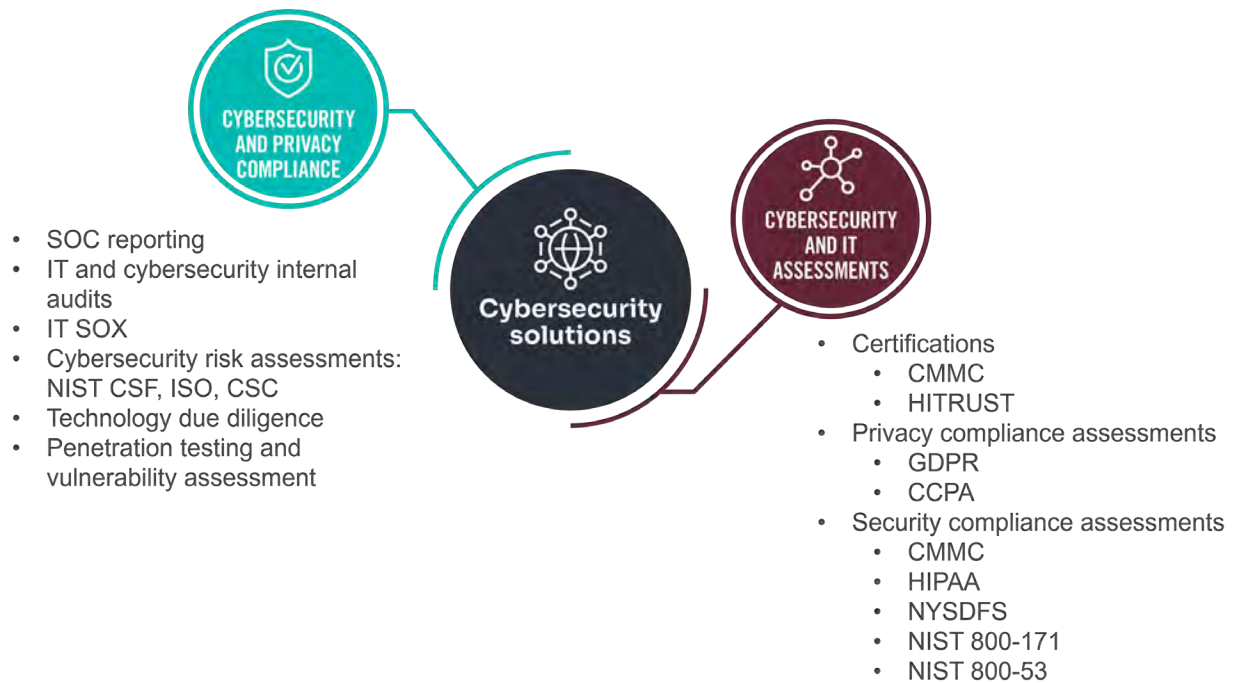 CYBERSECURITY
AND PRIVACY
COMPLIANCE
• SOC reporting
• IT and cybersecurity internal
audits
• IT SOX
• Cybersecurity risk assessments:
NIST CSF, ISO, CSC
• Technology due diligence
• Penetration testing and
vulnerability assessment
Cybersecurity
solutions
CYBERSECURITY
AND IT
ASSESSMENTS
• Certifications
• CMMC
• HITRUST
• Privacy compliance assessments
• GDPR
• CCPA
• Security compliance assessments
• CMMC
• HIPAA
• NYSDFS
• NIST 800-171
• NIST 800-53